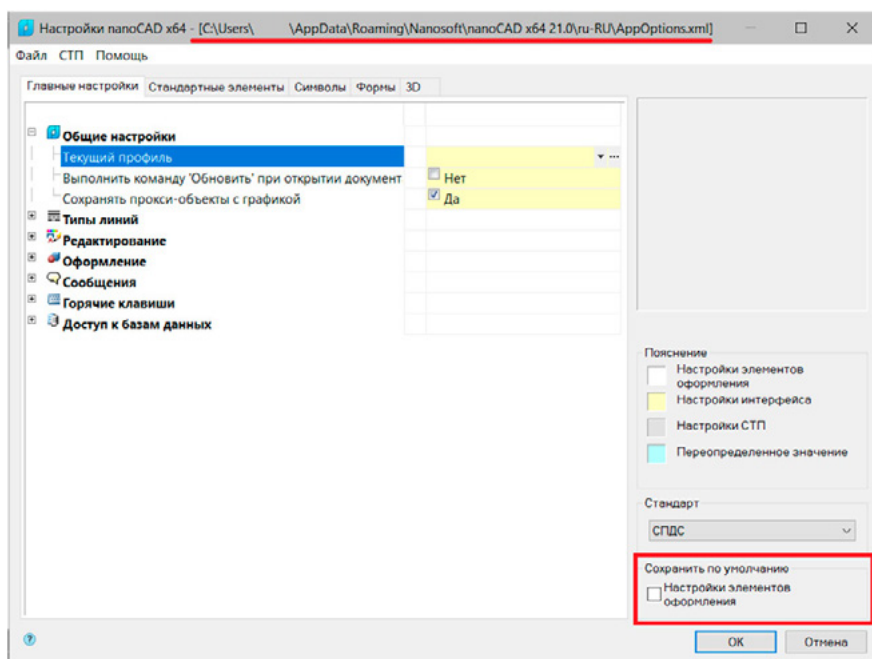 Настройки nanoCAD x64 - [C:\Users\ \AppData\Roaming\Nanosoft\nanoCAD x64 21.0\ru-RU\AppOptions.xml]
Файл СТП Помощь
Главные настройки Стандартные элементы Символы Формы 3D
Общие настройки
Текущий профиль
Выполнить команду 'Обновить' при открытии документ Нет
Сохранять прокси-объекты с графикой Да
Типы линий
Редактирование
Оформление
Сообщения
Горячие клавиши
Доступ к базам данных
Пояснение
Настройки элементов
оформления
Настройки интерфейса
Настройки СТП
Переопределенное значение
Стандарт
СПДС
Сохранить по умолчанию
Настройки элементов
оформления
OK Отмена